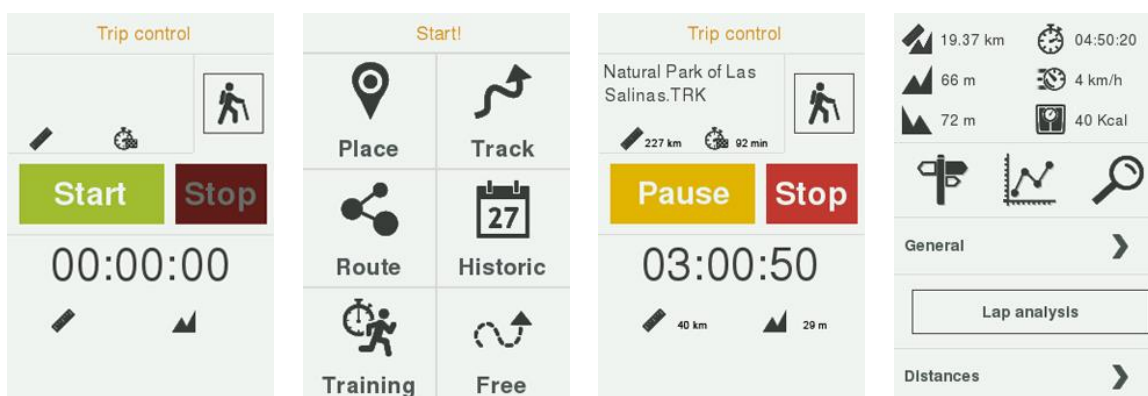 Trip control
Start
Stop
00:00:00
Start!
Place
Track
Route
27
Historic
Training
Free
Trip control
Natural Park of Las
Salinas.TRK
227 km
92 min
Pause
Stop
03:00:50
40 km
29 m
19.37 km
04:50:20
66 m
4 km/h
72 m
40 Kcal
General
Lap analysis
Distances